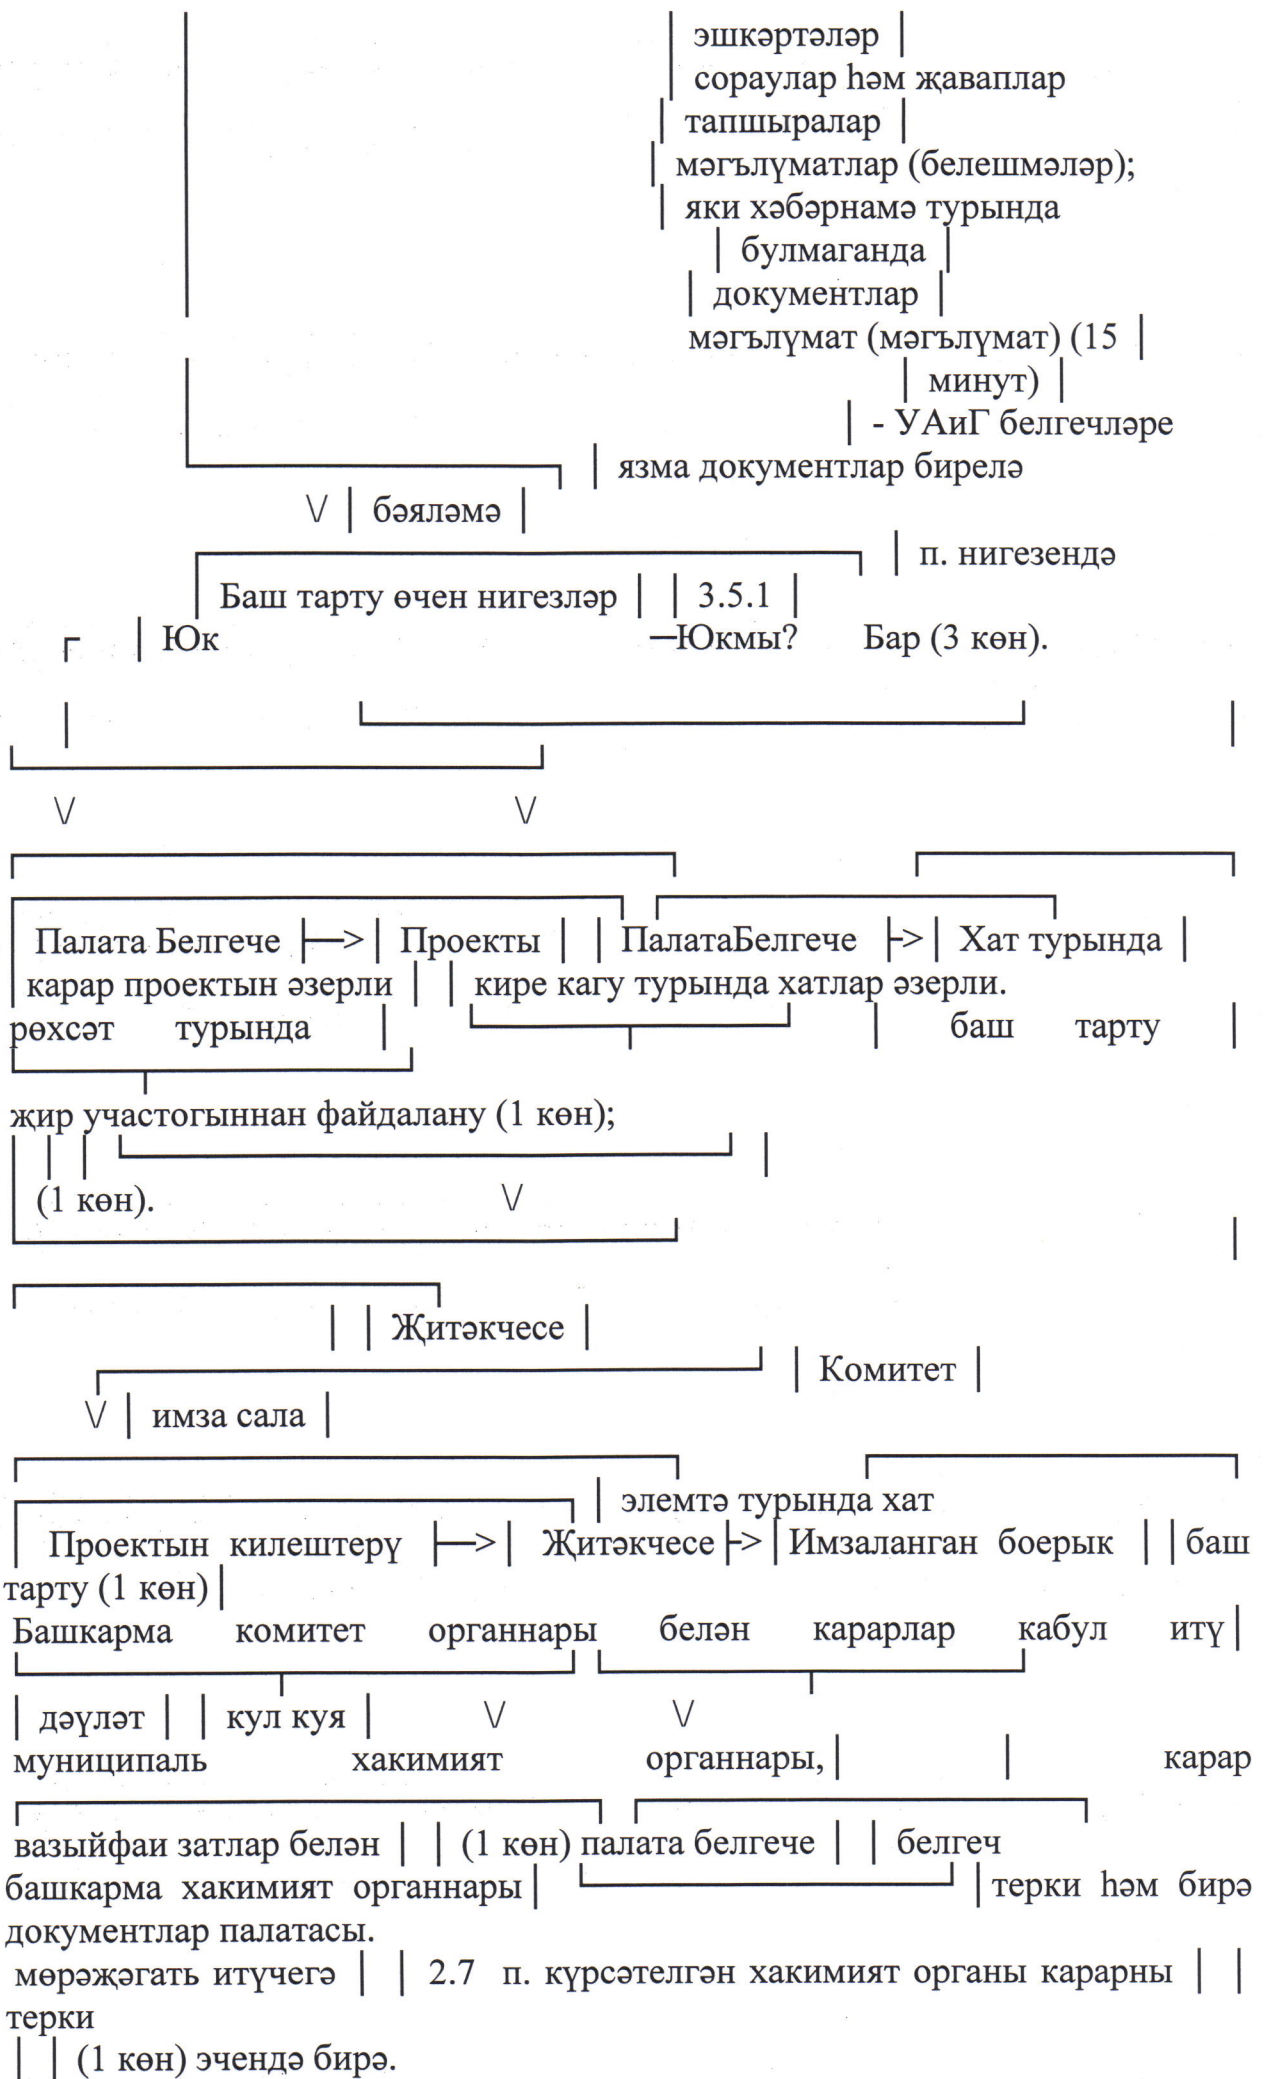 эшкәртәләр
сораулар һәм җаваплар
тапшыралар
мәгълүматлар (белешмәләр);
яки хәбәрнамә турында
булмаганда
документлар
мәгълүмат (мәгълүмат) (15
минут)
- УАиГ белгечләре
язма документлар бирелә
\/ | бәяләмә |
п. нигезендә
Баш тарту өчен нигезләр | | 3.5.1 |
Юк —Юкмы? Бар (3 көн).
\/ \/
Палата Белгече ├─>| Проекты | | ПалатаБелгече ├>| Хат турында |
карар проектын әзерли | | кире кагу турында хатлар әзерли.
рөхсәт турында | | баш тарту |
җир участогыннан файдалану (1 көн);
(1 көн). \/
| | Җитәкчесе |
| Комитет |
\/ | имза сала |
| элемтә турында хат
Проектын килештерү ├─>| Җитәкчесе ├>| Имзаланган боерык | | баш
тарту (1 көн) |
Башкарма комитет органнары белән карарлар кабул итү |
| дәүләт | | кул куя | \/ \/
муниципаль хакимият органнары, | | карар
вазыйфаи затлар белән | | (1 көн) палата белгече | | белгеч
башкарма хакимият органнары | | терки һәм бирә
документлар палатасы.
мөрәҗәгать итүчегә | | 2.7 п. күрсәтелгән хакимият органы карарны | |
терки
| | (1 көн) эчендә бирә.